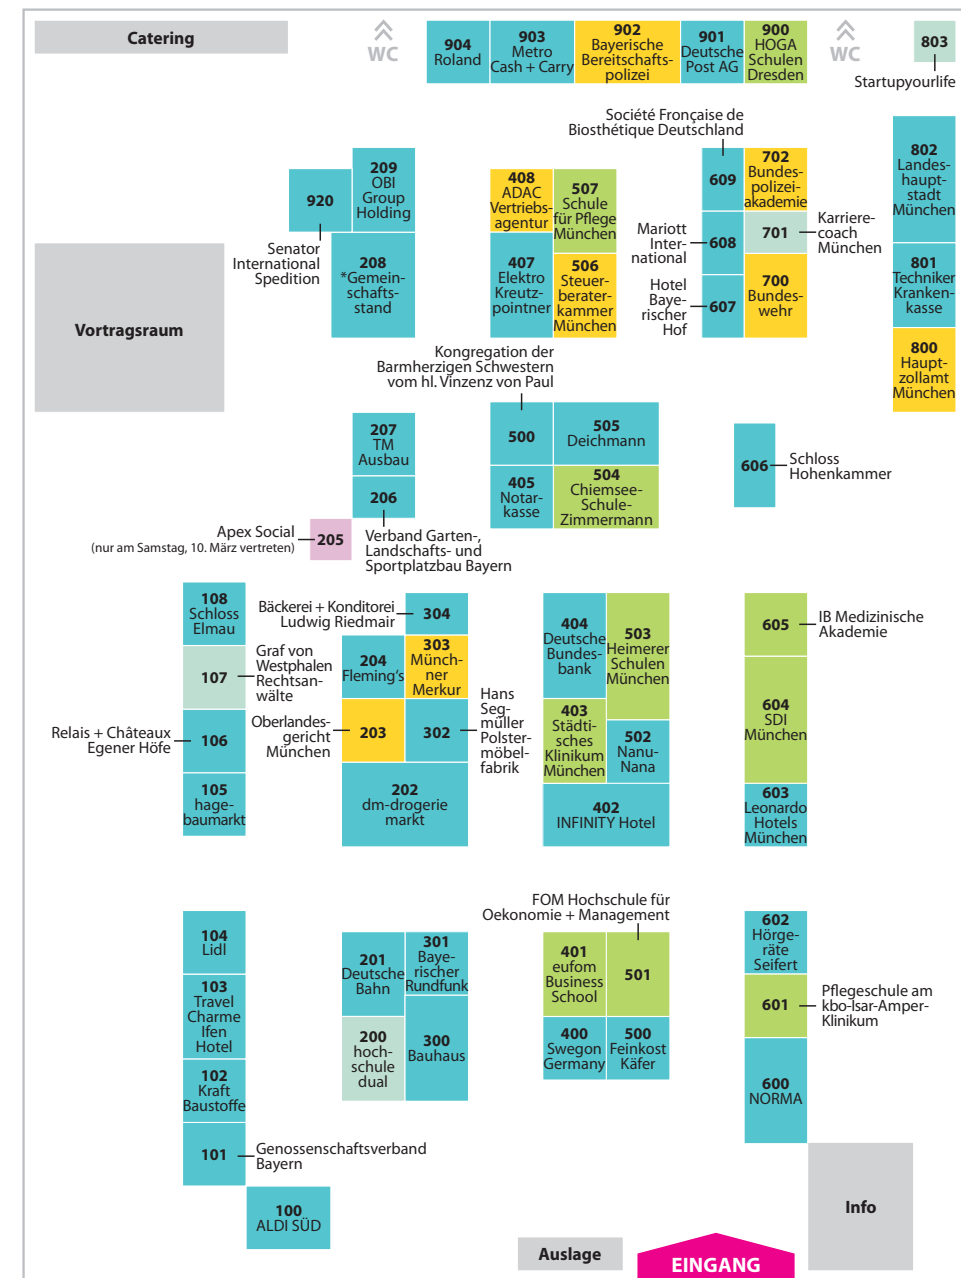 Catering
WC
904
Roland
903
Metro
Cash + Carry
902
Bayerische
Bereitschafts-
polizei
901
Deutsche
Post AG
900
HOGA
Schulen
Dresden
WC
803
Startupyourlife
Société Française de
Biosthétique Deutschland
209
OBI
Group
Holding
920
Senator
International
Spedition
208
*Gemein-
schafts-
stand
408
ADAC
Vertriebs-
agentur
507
Schule
für Pflege
München
407
Elektro
Kreutz-
pointner
506
Steuer-
berater-
kammer
München
609
702
Bundes-
polizei-
akademie
Mariott
Inter-
national
608
701
Karriere-
coach
München
Hotel
Baye-
rischer
Hof
607
700
Bundes-
wehr
802
Landes-
haupt-
stadt
München
801
Techniker
Kranken-
kasse
800
Haupt-
zollamt
München
Vortragsraum
Kongregation der
Barmherzigen Schwestern
vom hl. Vinzenz von Paul
207
TM
Ausbau
206
Verband Garten-,
Landschafts- und
Sportplatzbau Bayern
Apex Social
(nur am Samstag, 10. März vertreten)
205
500
505
Deichmann
405
Notar-
kasse
504
Chiemsee-
Schule-
Zimmermann
606
Schloss
Hohenkammer
108
Schloss
Elmau
107
Graf von
Westphalen
Rechtsan-
wälte
Relais + Châteaux
Egener Höfe
106
105
hage-
baumarkt
Bäckerei + Konditorei
Ludwig Riedmair
304
204
Fleming's
303
Münch-
ner
Merkur
Oberlandes-
gericht
München
203
302
Hans
Seg-
müller
Polster-
möbel-
fabrik
202
dm-drogerie
markt
404
Deutsche
Bundes-
bank
503
Heimerer
Schulen
München
403
Städti-
sches
Klinikum
München
502
Nanu-
Nana
402
INFINITY Hotel
605
IB Medizinische
Akademie
604
SDI
München
603
Leonardo
Hotels
München
104
Lidl
103
Travel
Charme
Ifen
Hotel
102
Kraft
Baustoffe
101
Genossenschaftsverband
Bayern
100
ALDI SÜD
201
Deutsche
Bahn
301
Baye-
rischer
Rundfunk
200
hoch-
schule
dual
300
Bauhaus
FOM Hochschule für
Oekonomie + Management
401
eufom
Business
School
501
400
Swegon
Germany
500
Feinkost
Käfer
602
Hörge-
räte
Seifert
601
Pflegeschule am
kbo-Isar-Amper-
Klinikum
600
NORMA
Info
Auslage
EINGANG